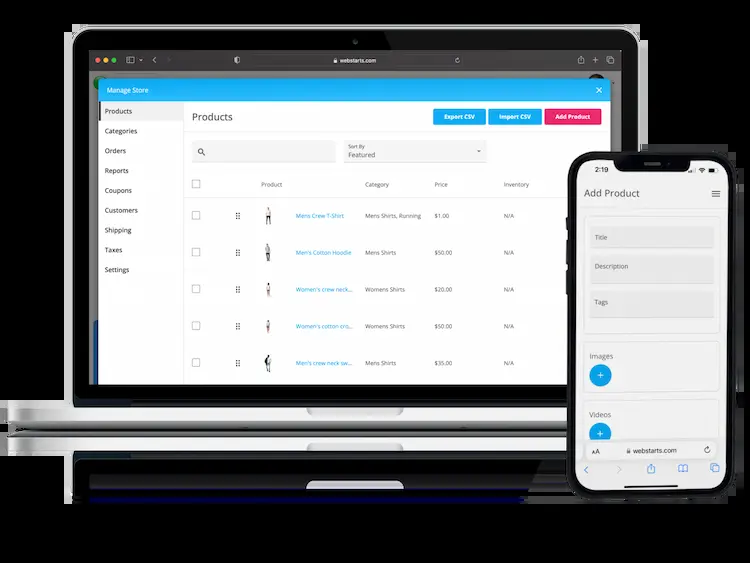 webstarts.com
Manage Store
Products
Categories
Orders
Reports
Coupons
Customers
Shipping
Taxes
Settings
Products
Export CSV
Import CSV
Add Product
Sort By
Featured
Product Category Price Inventory
Mens Crew T-Shirt Mens Shirts, Running $1.00 N/A
Men's Cotton Hoodie Mens Shirts $50.00 N/A
Women's crew neck... Womens Shirts $20.00 N/A
Women's cotton cro... Womens Shirts $50.00 N/A
Men's crew neck sw... Mens Shirts $35.00 N/A
2:19
Add Product
Title
Description
Tags
Images
Videos
AA webstarts.com